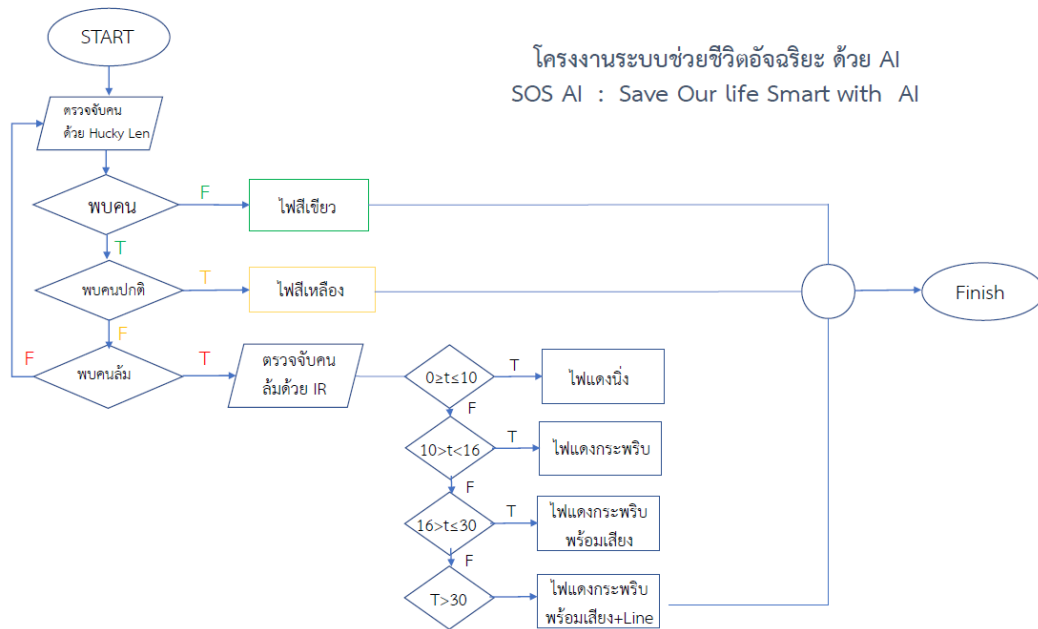 START
โครงงานระบบช่วยชีวิตอัจฉริยะ ด้วย AI
SOS AI : Save Our life Smart with AI
ตรวจจับคน
ด้วย Hucky Len
พบคน
F
ไฟสีเขียว
T
พบคนปกติ
T
ไฟสีเหลือง
Finish
F
F
พบคนล้ม
T
ตรวจจับคน
ล้มด้วย IR
0≥t≤10
T
ไฟแดงนิ่ง
F
10>t<16
T
ไฟแดงกระพริบ
F
16>t≤30
T
ไฟแดงกระพริบ
พร้อมเสียง
F
T>30
ไฟแดงกระพริบ
พร้อมเสียง+Line